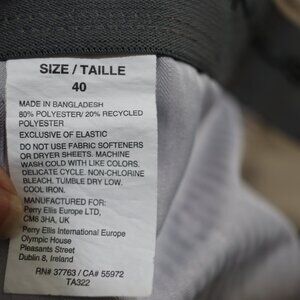 SIZE / TAILLE
40
MADE IN BANGLADESH
80% POLYESTER/ 20% RECYCLED
POLYESTER
EXCLUSIVE OF ELASTIC
DO NOT USE FABRIC SOFTENERS
OR DRYER SHEETS. MACHINE
WASH COLD WITH LIKE COLORS.
DELICATE CYCLE. NON-CHLORINE
BLEACH. TUMBLE DRY LOW.
COOL IRON.
MANUFACTURED FOR:
Perry Ellis Europe LTD,
CM8 3HA, UK
Perry Ellis International Europe
Olympic House
Pleasants Street
Dublin 8, Ireland
RN# 37763 / CA# 55972
TA322